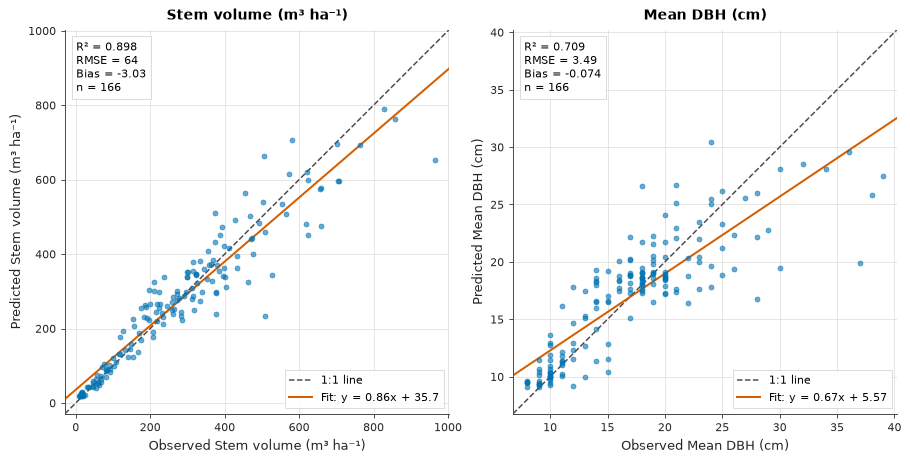 Stem volume (m³ ha⁻¹)
R² = 0.898
RMSE = 64
Bias = -3.03
n = 166
1000
800
600
400
200
0
0 200 400 600 800 1000
Predicted Stem volume (m³ ha⁻¹)
Observed Stem volume (m³ ha⁻¹)
1:1 line
Fit: y = 0.86x + 35.7
Mean DBH (cm)
R² = 0.709
RMSE = 3.49
Bias = -0.074
n = 166
40
35
30
25
20
15
10
10 15 20 25 30 35 40
Predicted Mean DBH (cm)
Observed Mean DBH (cm)
1:1 line
Fit: y = 0.67x + 5.57